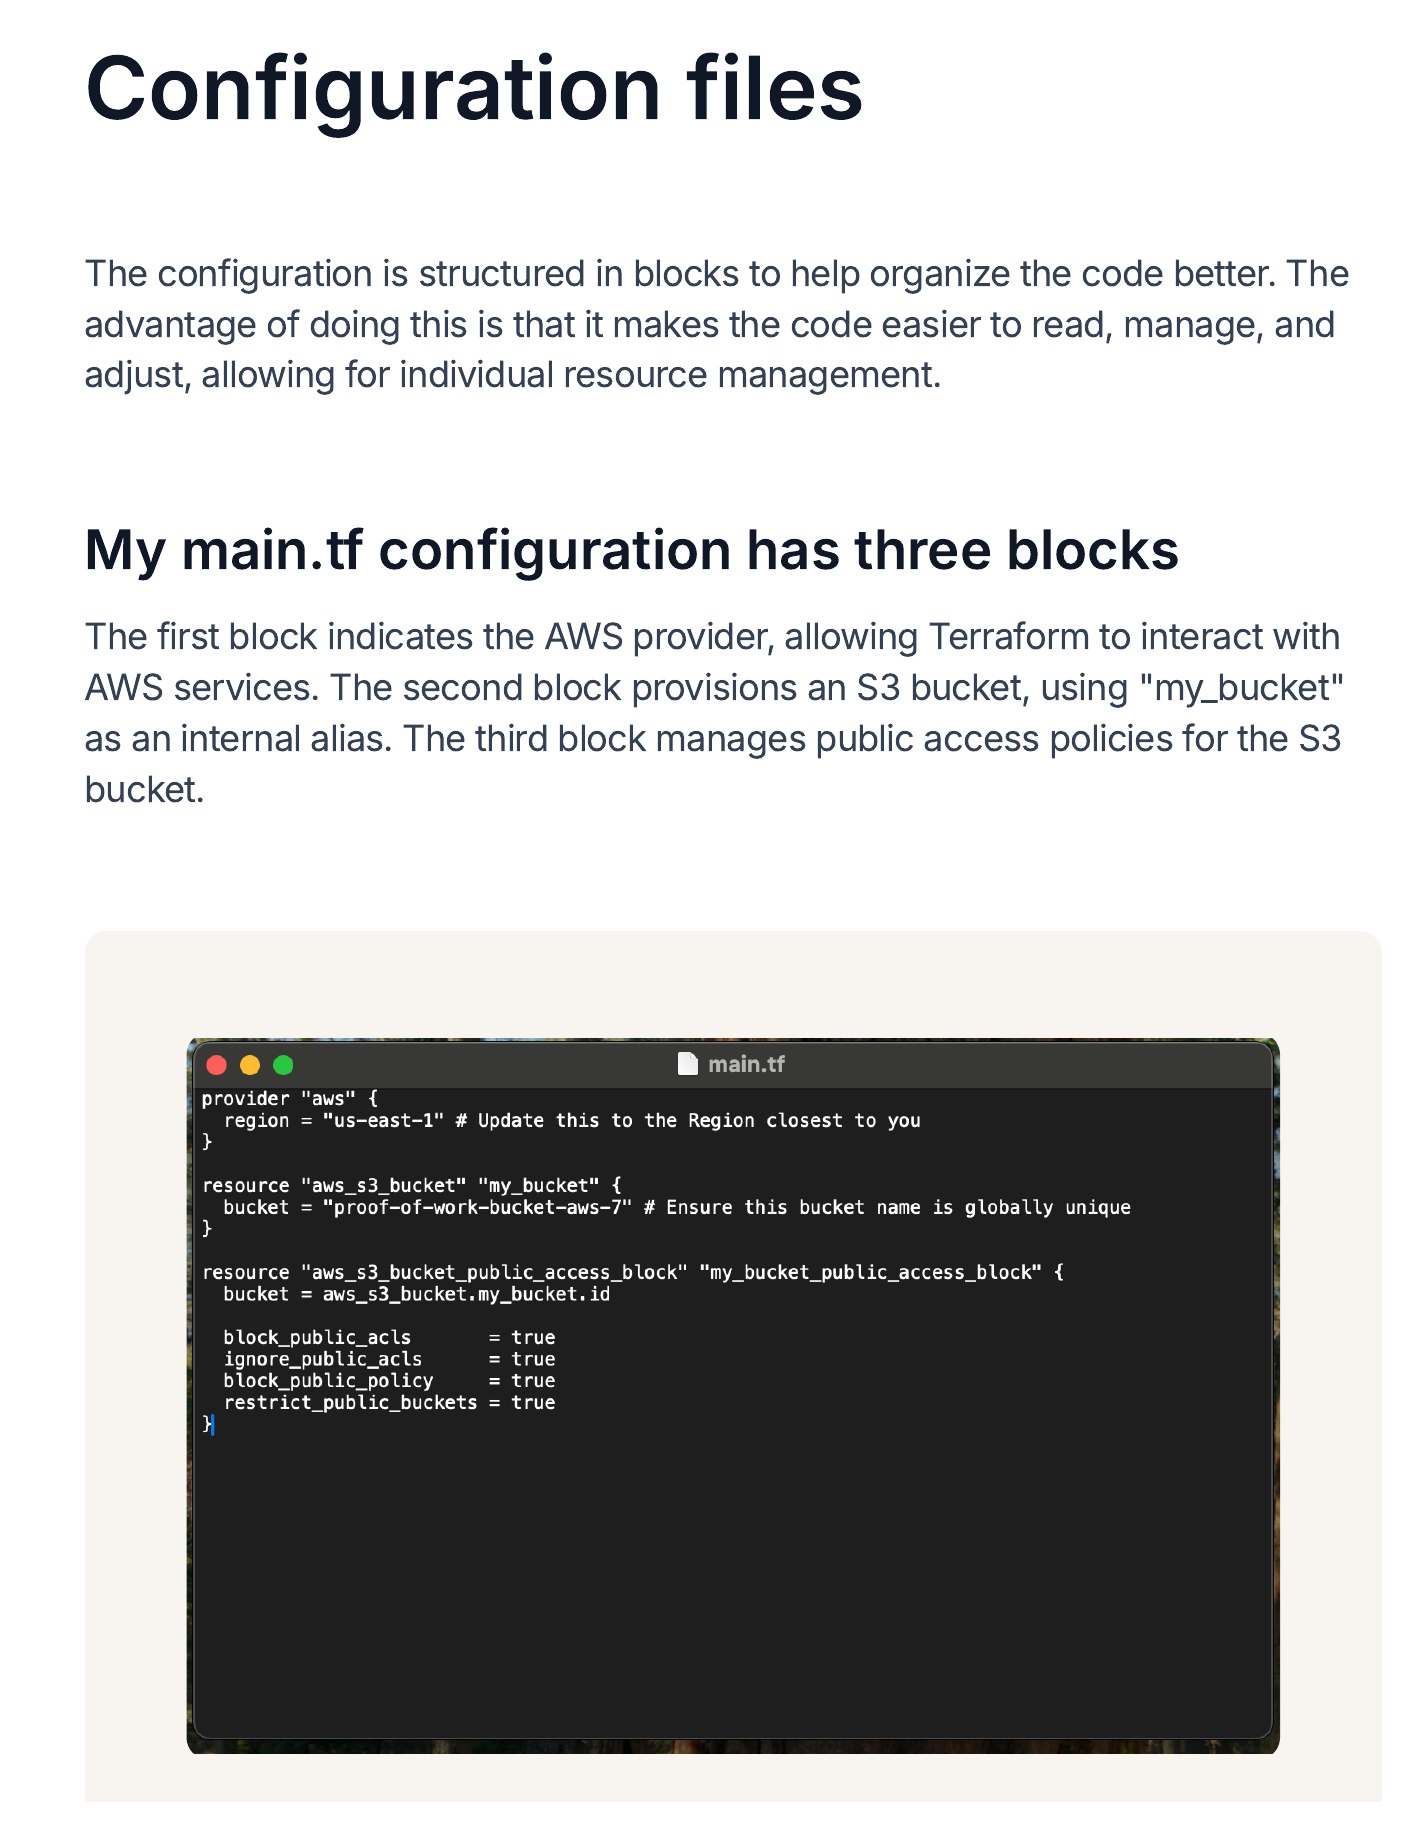 Configuration files
The configuration is structured in blocks to help organize the code better. The
advantage of doing this is that it makes the code easier to read, manage, and
adjust, allowing for individual resource management.
My main.tf configuration has three blocks
The first block indicates the AWS provider, allowing Terraform to interact with
AWS services. The second block provisions an S3 bucket, using "my_bucket"
as an internal alias. The third block manages public access policies for the S3
bucket.
main.tf
provider "aws" {
  region = "us-east-1" # Update this to the Region closest to you
}
resource "aws_s3_bucket" "my_bucket" {
  bucket = "proof-of-work-bucket-aws-7" # Ensure this bucket name is globally unique
}
resource "aws_s3_bucket_public_access_block" "my_bucket_public_access_block" {
  bucket = aws_s3_bucket.my_bucket.id
  block_public_acls       = true
  ignore_public_acls      = true
  block_public_policy     = true
  restrict_public_buckets = true
}